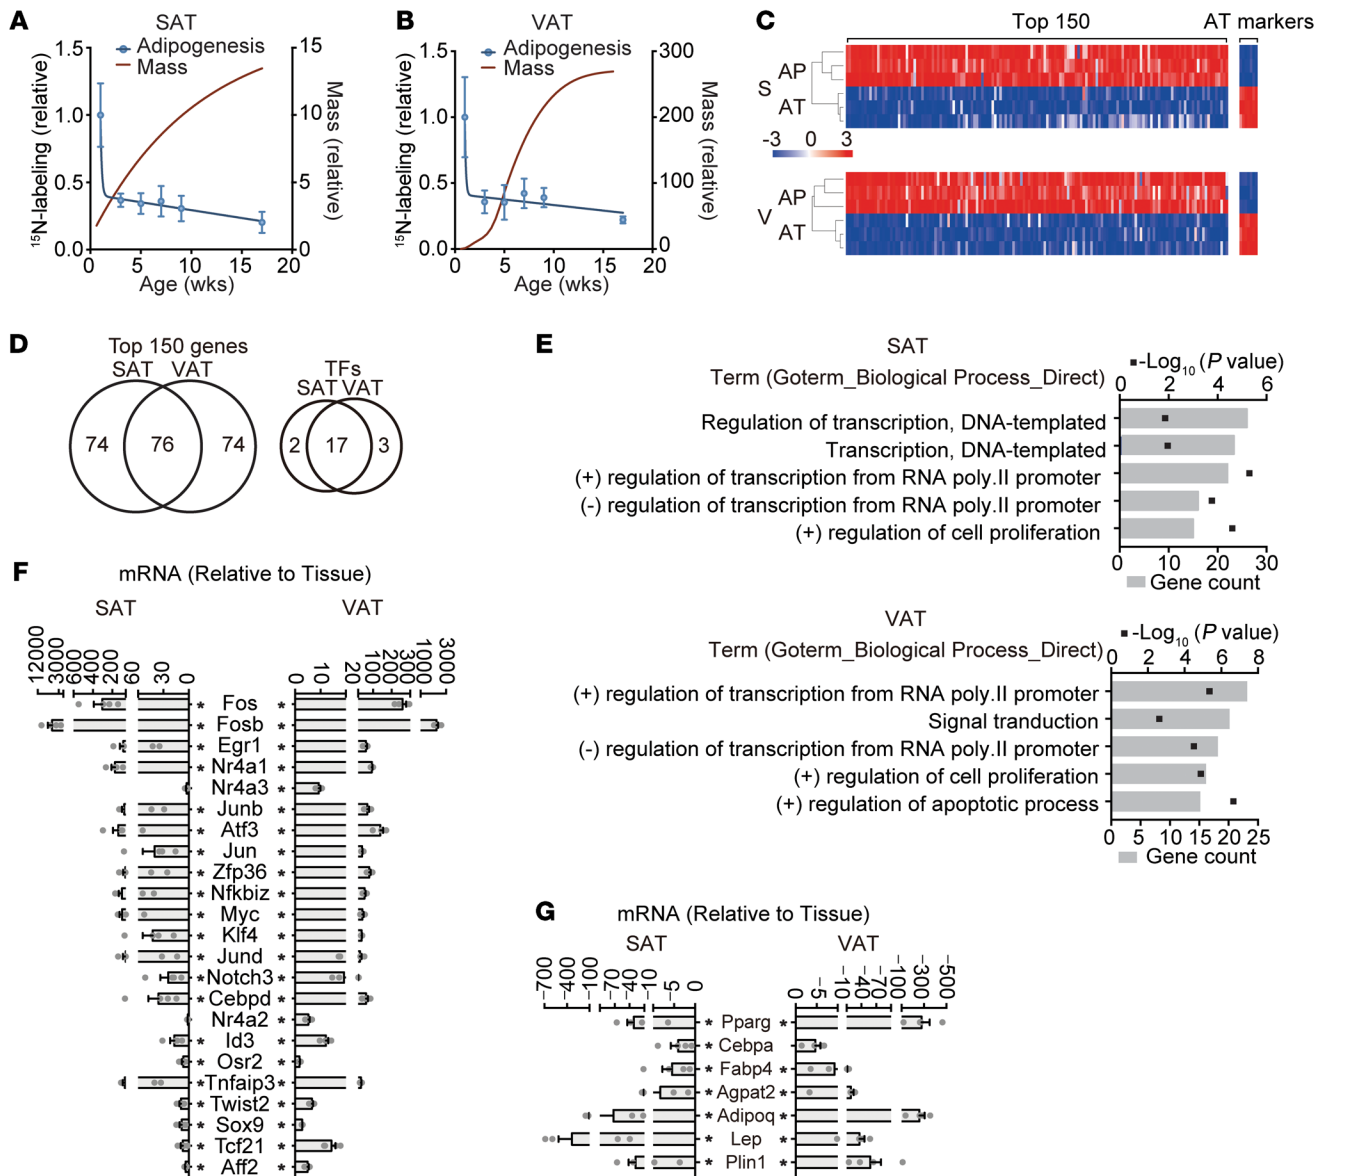 A
SAT
Adipogenesis
Mass
¹⁵N-labeling (relative)
1.5
1.0
0.5
0.0
Mass (relative)
15
10
5
0
0 5 10 15 20
Age (wks)
B
VAT
Adipogenesis
Mass
¹⁵N-labeling (relative)
1.5
1.0
0.5
0.0
Mass (relative)
300
200
100
0
0 5 10 15 20
Age (wks)
C
Top 150 AT markers
S
AP
AT
-3 0 3
V
AP
AT
D
Top 150 genes
SAT VAT
74 76 74
TFs
SAT VAT
2 17 3
E
SAT
-Log₁₀ (P value)
Term (Goterm_Biological Process_Direct)
0 2 4 6
Regulation of transcription, DNA-templated
Transcription, DNA-templated
(+) regulation of transcription from RNA poly.II promoter
(-) regulation of transcription from RNA poly.II promoter
(+) regulation of cell proliferation
0 10 20 30
Gene count
VAT
-Log₁₀ (P value)
Term (Goterm_Biological Process_Direct)
0 2 4 6 8
(+) regulation of transcription from RNA poly.II promoter
Signal tranduction
(-) regulation of transcription from RNA poly.II promoter
(+) regulation of cell proliferation
(+) regulation of apoptotic process
0 5 10 15 20 25
Gene count
F
mRNA (Relative to Tissue)
SAT VAT
12000 3000 600 400 200 60 30 0
0 10 20 100 200 300 1000 3000
* Fos *
* Fosb *
* Egr1 *
* Nr4a1 *
* Nr4a3 *
* Junb *
* Atf3 *
* Jun *
* Zfp36 *
* Nfkbiz *
* Myc *
* Klf4 *
* Jund *
* Notch3 *
* Cebpd *
* Nr4a2 *
* Id3 *
* Osr2 *
* Tnfaip3 *
* Twist2 *
* Sox9 *
* Tcf21 *
* Aff2 *
G
mRNA (Relative to Tissue)
SAT VAT
-700 -400 -100 -70 -40 -10 -5 0
0 -5 -10 -40 -70 -100 -300 -500
* Pparg *
* Cebpa *
* Fabp4 *
* Agpat2 *
* Adipoq *
* Lep *
* Plin1 *